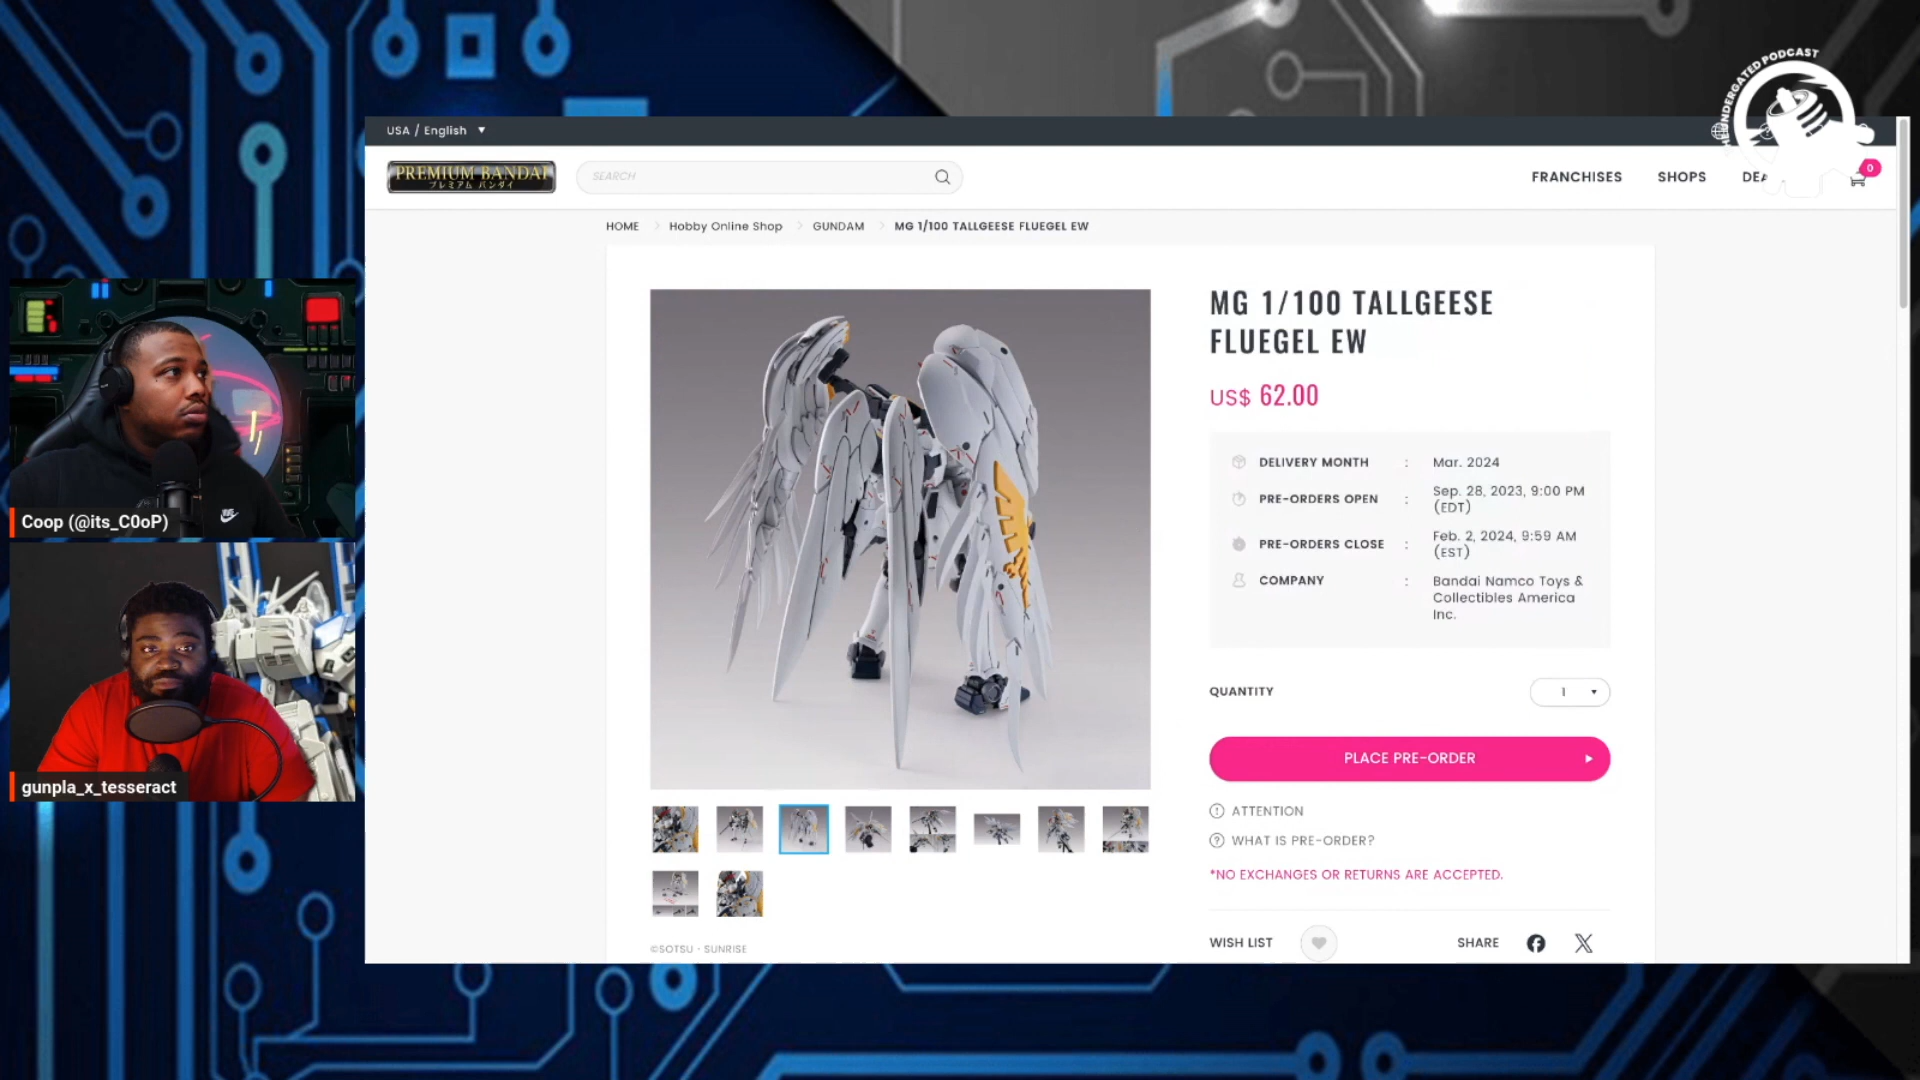 THE UNDERGATED PODCAST
USA / English
PREMIUM BANDAI
プレミアム バンダイ
SEARCH
FRANCHISES
SHOPS
0
HOME
Hobby Online Shop
GUNDAM
MG 1/100 TALLGEESE FLUEGEL EW
MG 1/100 TALLGEESE
FLUEGEL EW
US$ 62.00
DELIVERY MONTH : Mar. 2024
PRE-ORDERS OPEN : Sep. 28, 2023, 9:00 PM
(EDT)
PRE-ORDERS CLOSE : Feb. 2, 2024, 9:59 AM
(EST)
COMPANY : Bandai Namco Toys &
Collectibles America
Inc.
QUANTITY
1
PLACE PRE-ORDER
ATTENTION
WHAT IS PRE-ORDER?
*NO EXCHANGES OR RETURNS ARE ACCEPTED.
WISH LIST
SHARE
©SOTSU・SUNRISE
Coop (@its_C0oP)
gunpla_x_tesseract